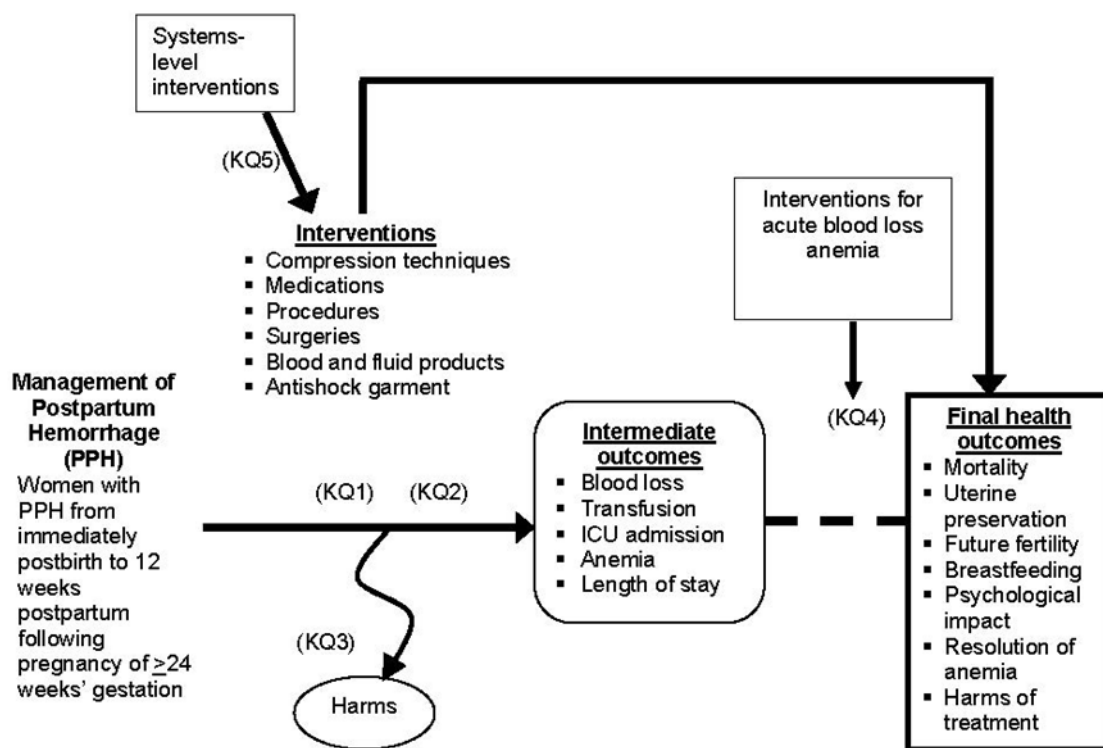 Systems-
level
interventions
(KQ5)
Interventions
▪ Compression techniques
▪ Medications
▪ Procedures
▪ Surgeries
▪ Blood and fluid products
▪ Antishock garment
Interventions for
acute blood loss
anemia
(KQ4)
Management of
Postpartum
Hemorrhage
(PPH)
Women with
PPH from
immediately
postbirth to 12
weeks
postpartum
following
pregnancy of >24
weeks' gestation
(KQ1)
(KQ2)
(KQ3)
Harms
Intermediate
outcomes
▪ Blood loss
▪ Transfusion
▪ ICU admission
▪ Anemia
▪ Length of stay
Final health
outcomes
▪ Mortality
▪ Uterine
preservation
▪ Future fertility
▪ Breastfeeding
▪ Psychological
impact
▪ Resolution of
anemia
▪ Harms of
treatment